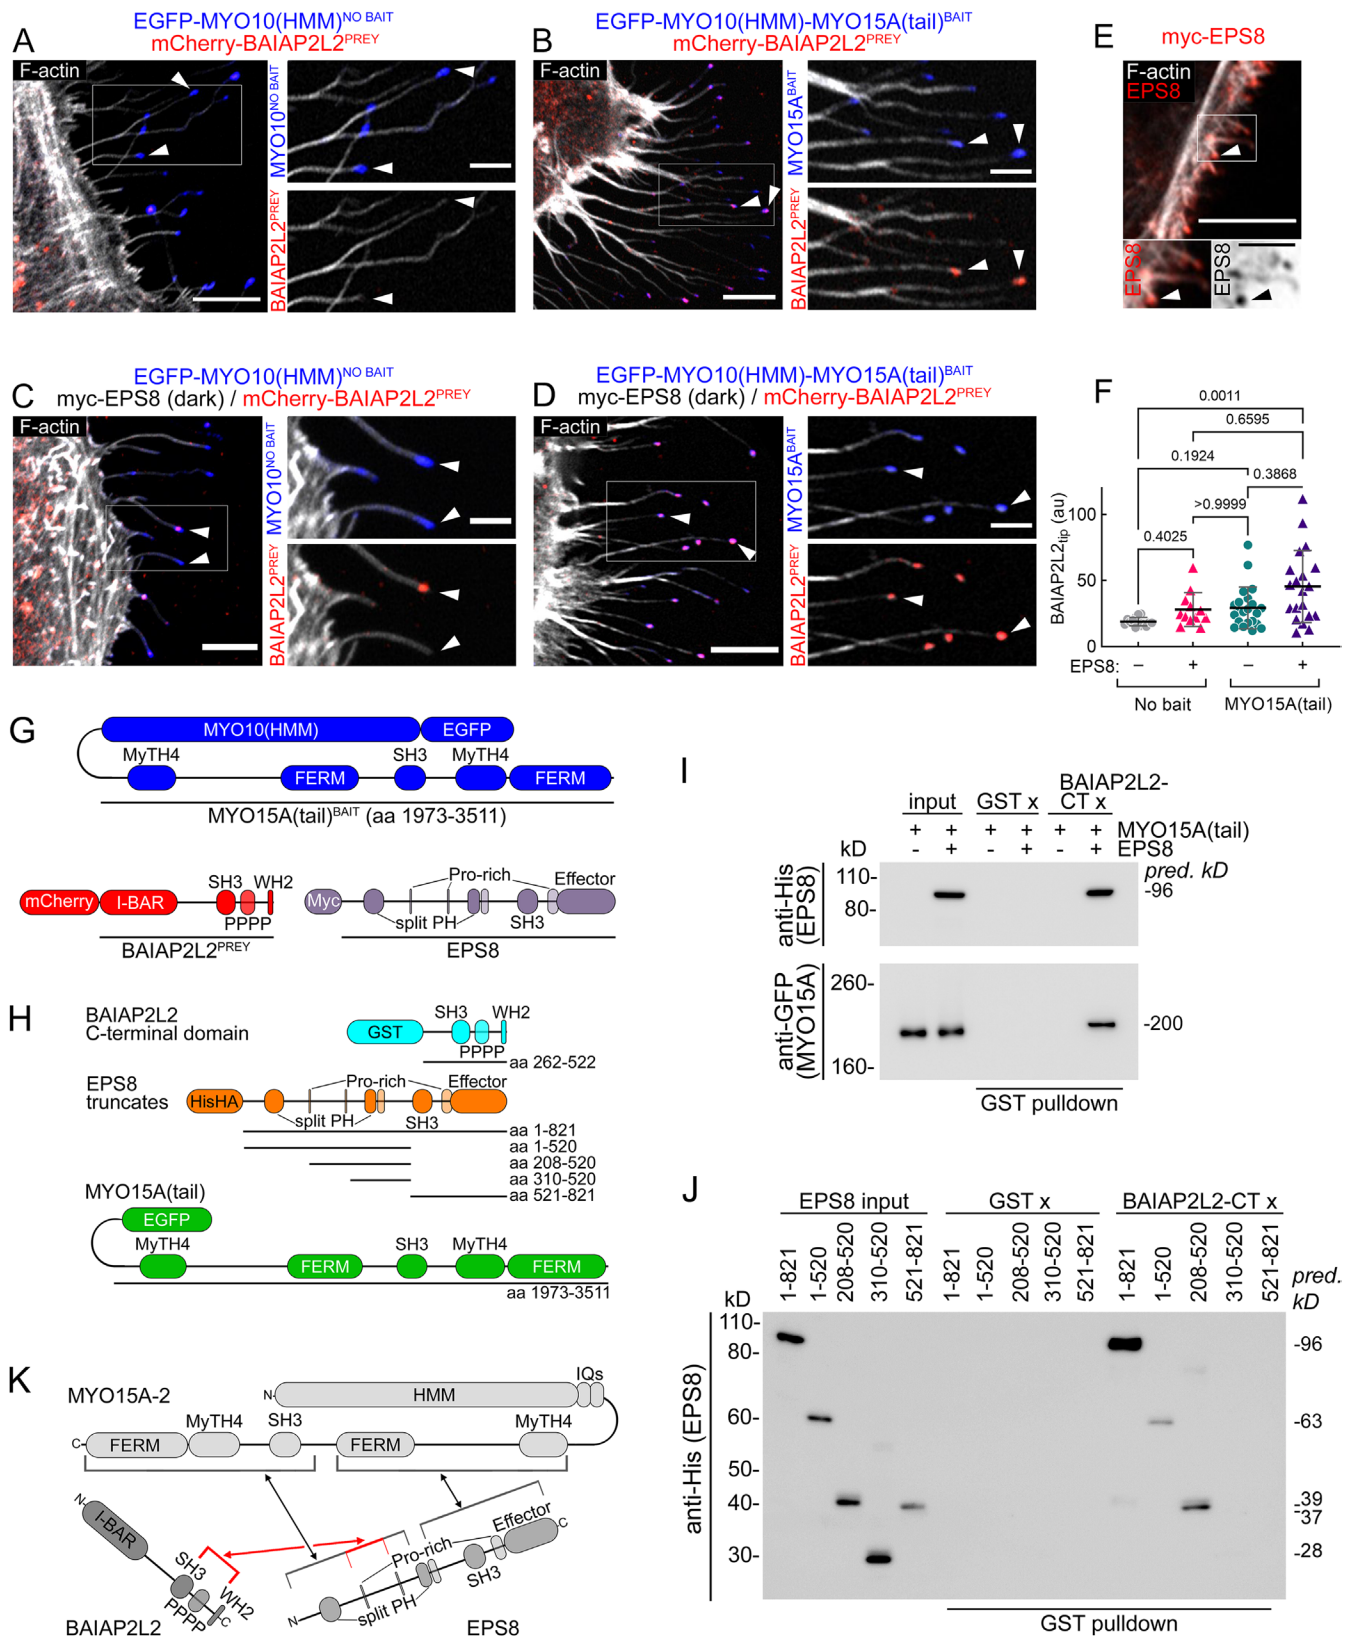 A
EGFP-MYO10(HMM)NO BAIT
mCherry-BAIAP2L2PREY
F-actin
MYO10NO BAIT
BAIAP2L2PREY
B
EGFP-MYO10(HMM)-MYO15A(tail)BAIT
mCherry-BAIAP2L2PREY
F-actin
MYO15ABAIT
BAIAP2L2PREY
E
myc-EPS8
F-actin
EPS8
EPS8
EPS8
C
EGFP-MYO10(HMM)NO BAIT
myc-EPS8 (dark) / mCherry-BAIAP2L2PREY
F-actin
MYO10NO BAIT
BAIAP2L2PREY
D
EGFP-MYO10(HMM)-MYO15A(tail)BAIT
myc-EPS8 (dark) / mCherry-BAIAP2L2PREY
F-actin
MYO15ABAIT
BAIAP2L2PREY
F
0.0011
0.6595
0.1924
0.3868
>0.9999
0.4025
BAIAP2L2tip (au)
100
50
0
EPS8: – + – +
No bait MYO15A(tail)
G
MYO10(HMM) EGFP
MyTH4 SH3 MyTH4
FERM FERM
MYO15A(tail)BAIT (aa 1973-3511)
mCherry I-BAR SH3 WH2
PPPP
BAIAP2L2PREY
Pro-rich Effector
Myc
split PH SH3
EPS8
H
BAIAP2L2
C-terminal domain
SH3 WH2
GST
PPPP
aa 262-522
EPS8
truncates
Pro-rich Effector
HisHA
split PH SH3
aa 1-821
aa 1-520
aa 208-520
aa 310-520
aa 521-821
MYO15A(tail)
EGFP
MyTH4 SH3 MyTH4
FERM FERM
aa 1973-3511
I
BAIAP2L2-
input GST x CT x
+ + + + + + MYO15A(tail)
- + - + - + EPS8
kD
pred. kD
anti-His
(EPS8)
110-
80-
-96
anti-GFP
(MYO15A)
260-
160-
-200
GST pulldown
J
EPS8 input GST x BAIAP2L2-CT x
1-821 1-520 208-520 310-520 521-821 1-821 1-520 208-520 310-520 521-821 1-821 1-520 208-520 310-520 521-821
kD
pred.
kD
anti-His (EPS8)
110-
80-
60-
50-
40-
30-
-96
-63
-39
-37
-28
GST pulldown
K
MYO15A-2
N- HMM IQs
MyTH4 SH3 MyTH4
C- FERM FERM
N- I-BAR
SH3
PPPP
WH2
-C
BAIAP2L2
Pro-rich Effector
C
N
split PH SH3
EPS8